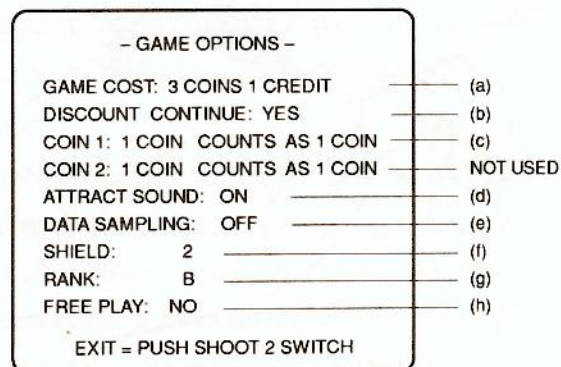 – GAME OPTIONS –
GAME COST: 3 COINS 1 CREDIT (a)
DISCOUNT CONTINUE: YES (b)
COIN 1: 1 COIN COUNTS AS 1 COIN (c)
COIN 2: 1 COIN COUNTS AS 1 COIN NOT USED
ATTRACT SOUND: ON (d)
DATA SAMPLING: OFF (e)
SHIELD: 2 (f)
RANK: B (g)
FREE PLAY: NO (h)
EXIT = PUSH SHOOT 2 SWITCH